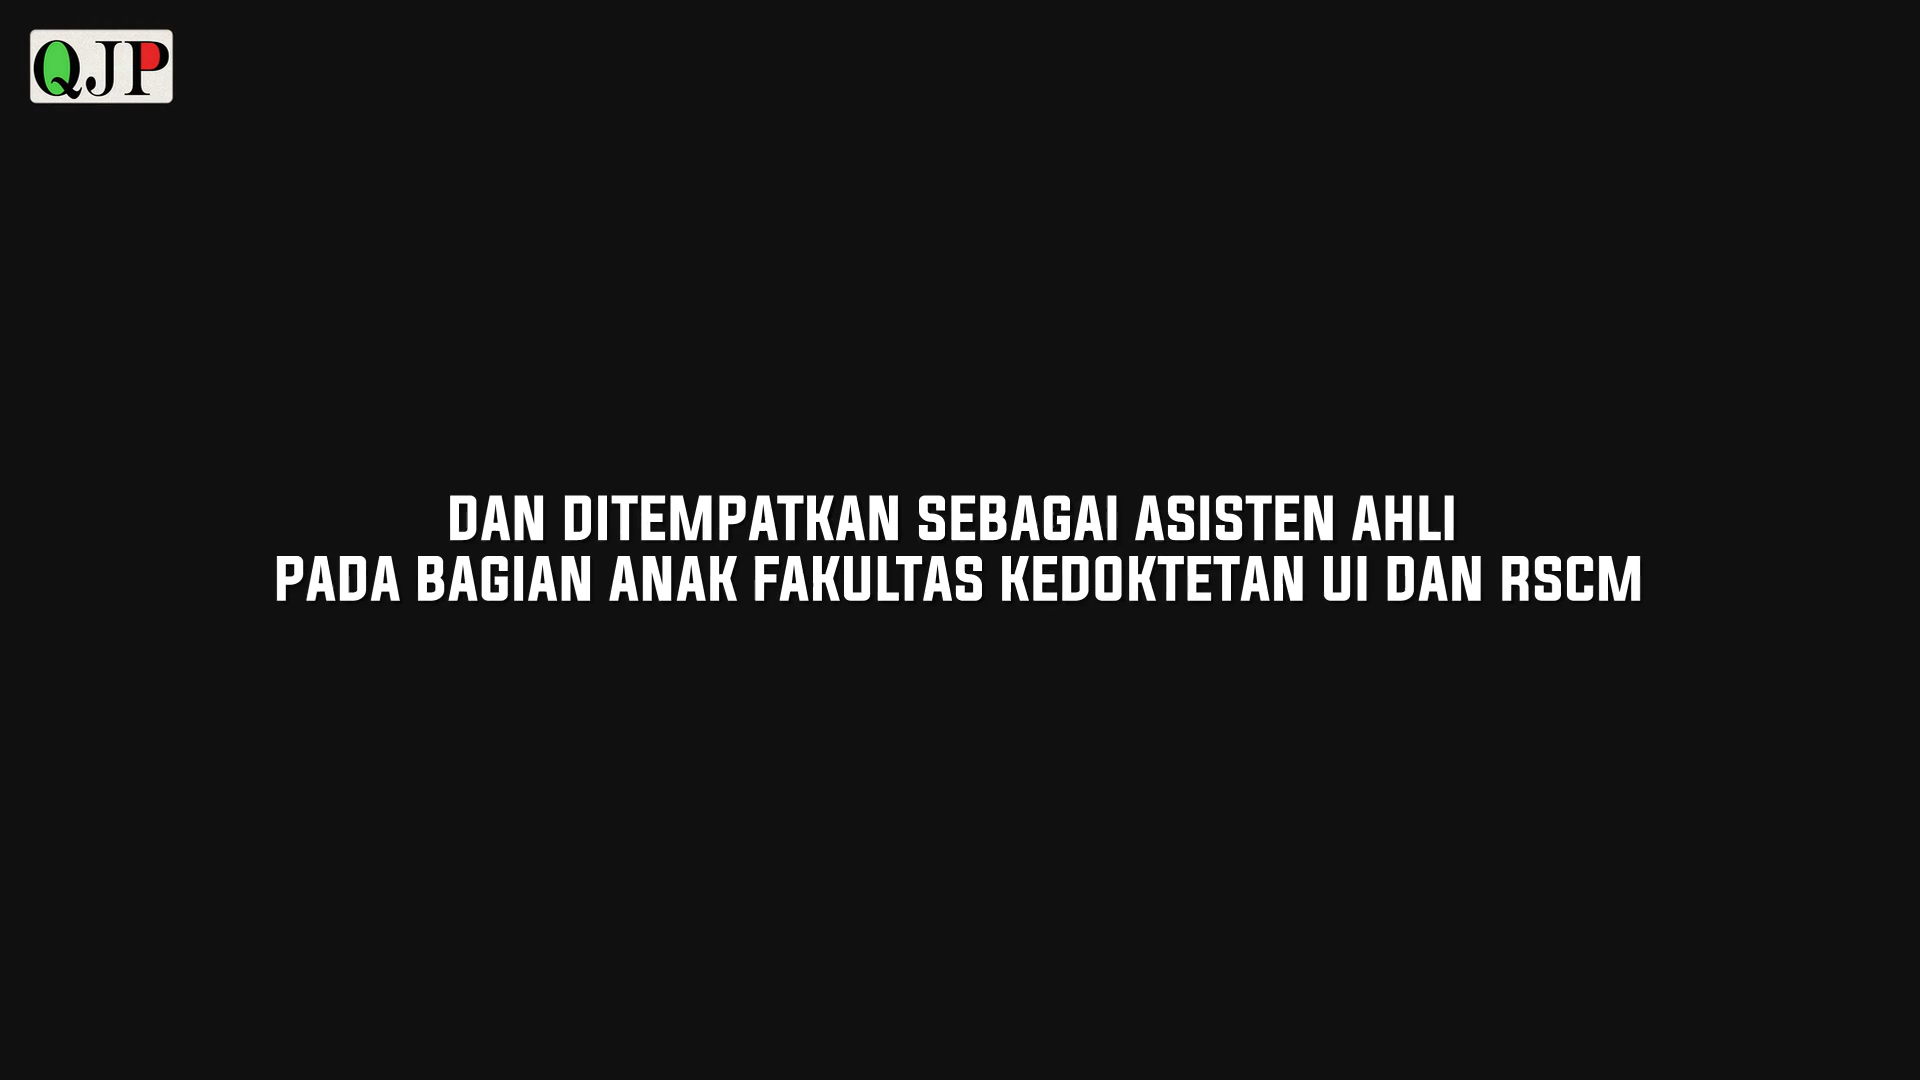 QJP
DAN DITEMPATKAN SEBAGAI ASISTEN AHLI
PADA BAGIAN ANAK FAKULTAS KEDOKTETAN UI DAN RSCM